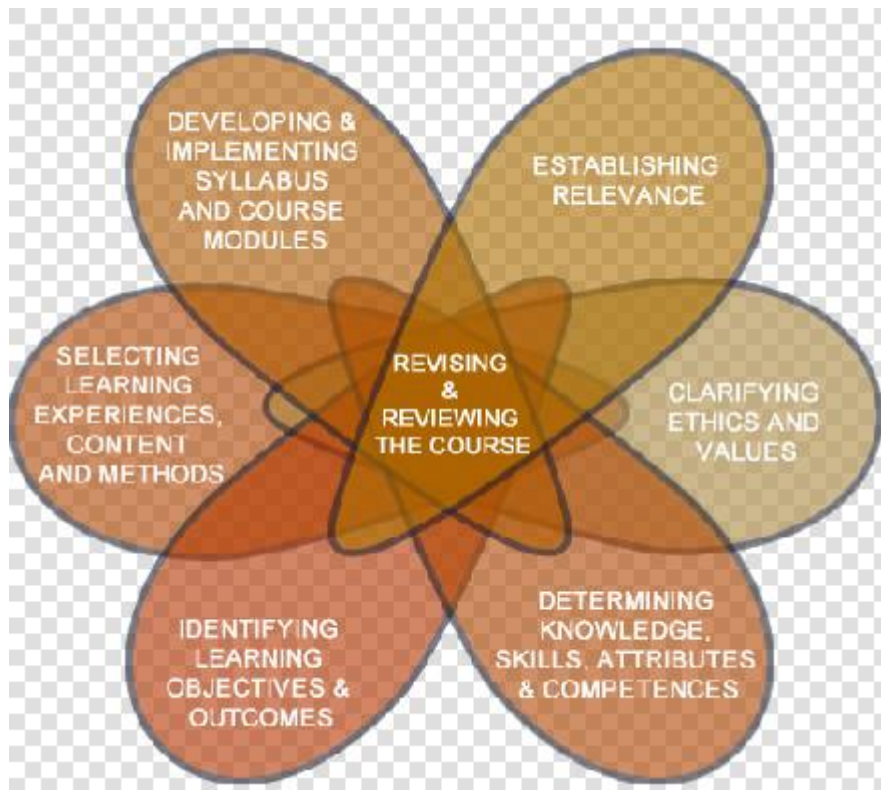 DEVELOPING &
IMPLEMENTING
SYLLABUS
AND COURSE
MODULES
ESTABLISHING
RELEVANCE
SELECTING
LEARNING
EXPERIENCES,
CONTENT
AND METHODS
REVISING
&
REVIEWING
THE COURSE
CLARIFYING
ETHICS AND
VALUES
IDENTIFYING
LEARNING
OBJECTIVES &
OUTCOMES
DETERMINING
KNOWLEDGE,
SKILLS, ATTRIBUTES
& COMPETENCES